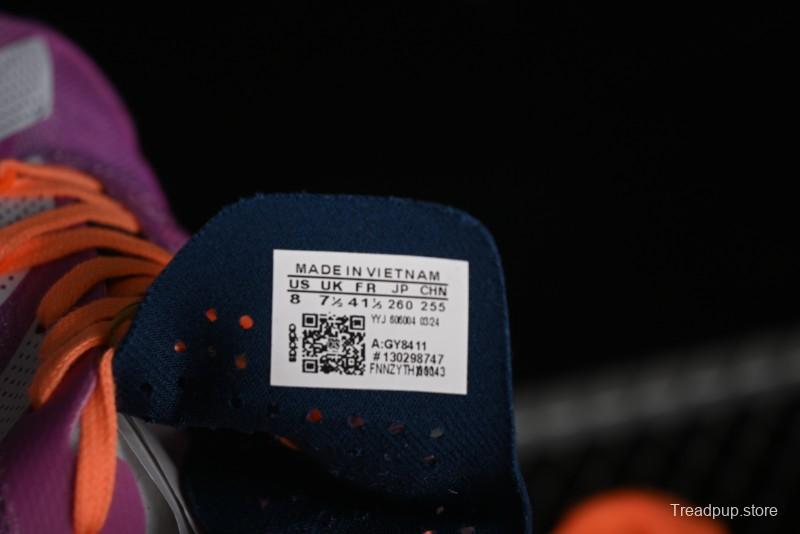 MADE IN VIETNAM
US UK FR JP CHN
8 7½ 41⅓ 260 255
YYJ 606004 03/24
adidas
A:GY8411
#130298747
Treadpup.store